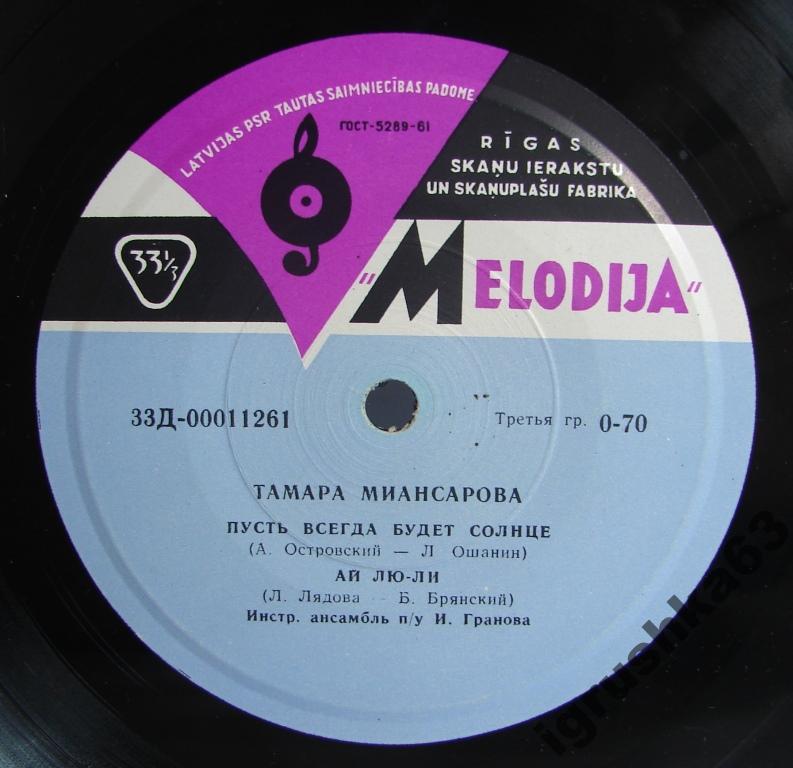 LATVIJAS PSR TAUTAS SAIMNIECĪBAS PADOME
ГОСТ-5289-61
RĪGAS
SKAŅU IERAKSTU
UN SKAŅUPLAŠU FABRIKA
33⅓
"MELODIJA"
33Д-00011261
Третья гр. 0-70
ТАМАРА МИАНСАРОВА
ПУСТЬ ВСЕГДА БУДЕТ СОЛНЦЕ
(А. Островский — Л Ошанин)
АЙ ЛЮ-ЛИ
(Л. Лядова — Б. Брянский)
Инстр. ансамбль п/у И. Гранова
igrushka63